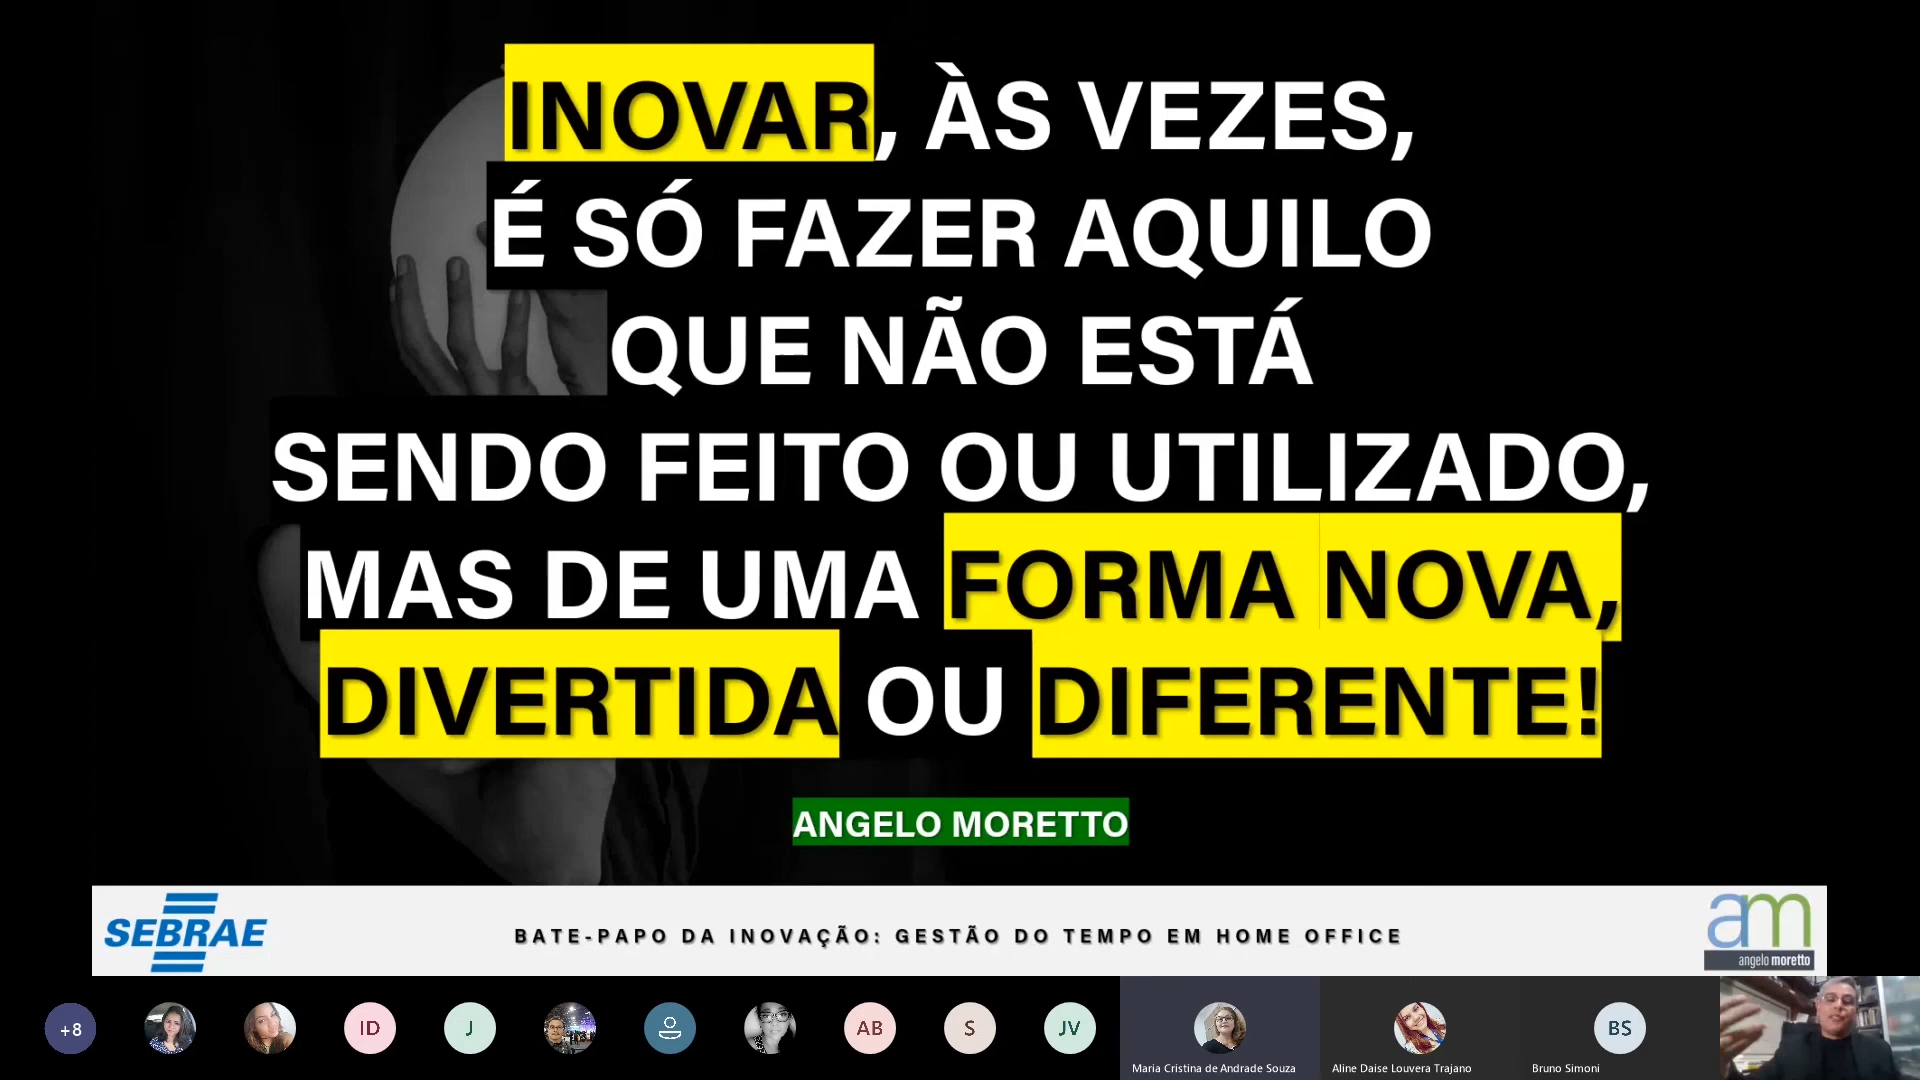 INOVAR, ÀS VEZES,
É SÓ FAZER AQUILO
QUE NÃO ESTÁ
SENDO FEITO OU UTILIZADO,
MAS DE UMA FORMA NOVA,
DIVERTIDA OU DIFERENTE!
ANGELO MORETTO
SEBRAE
BATE-PAPO DA INOVAÇÃO: GESTÃO DO TEMPO EM HOME OFFICE
am
angelo moretto
+8
ID
J
AB
S
JV
BS
Maria Cristina de Andrade Souza
Aline Daise Louvera Trajano
Bruno Simoni